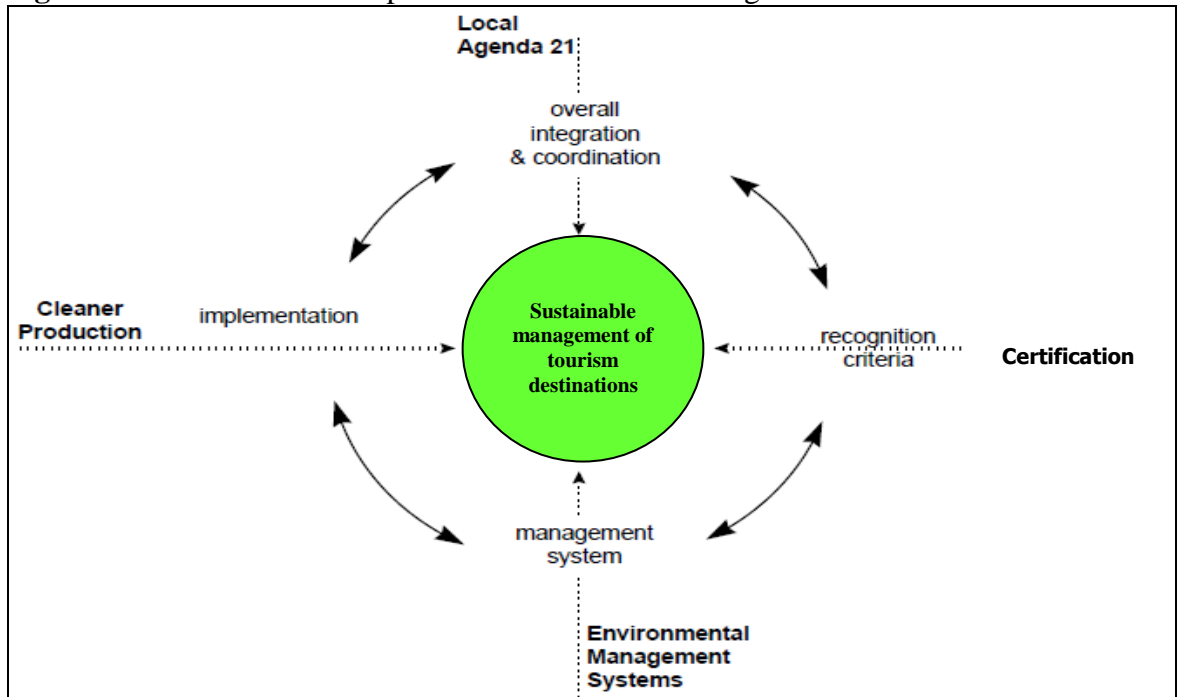 Local
Agenda 21
overall
integration
& coordination
Cleaner
Production
implementation
Sustainable
management of
tourism
destinations
recognition
criteria
Certification
management
system
Environmental
Management
Systems